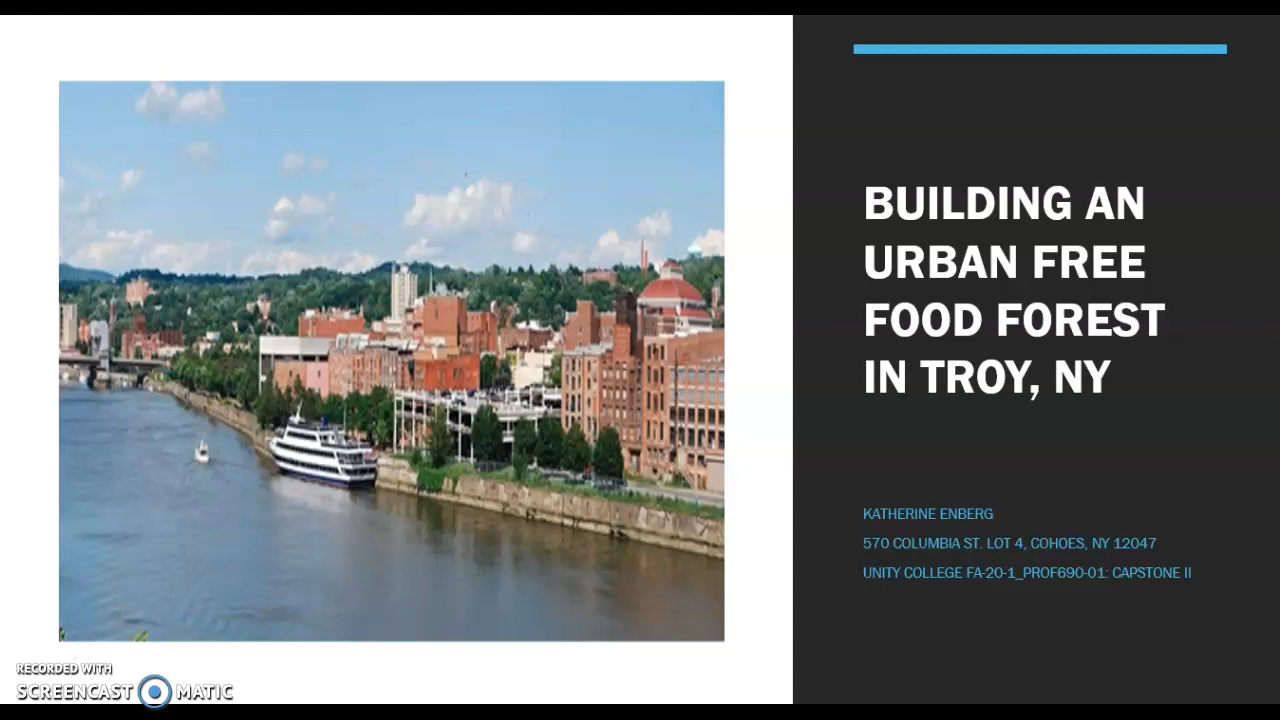 BUILDING AN
URBAN FREE
FOOD FOREST
IN TROY, NY
KATHERINE ENBERG
570 COLUMBIA ST. LOT 4, COHOES, NY 12047
UNITY COLLEGE FA-20-1_PROF690-01: CAPSTONE II
RECORDED WITH
SCREENCAST MATIC